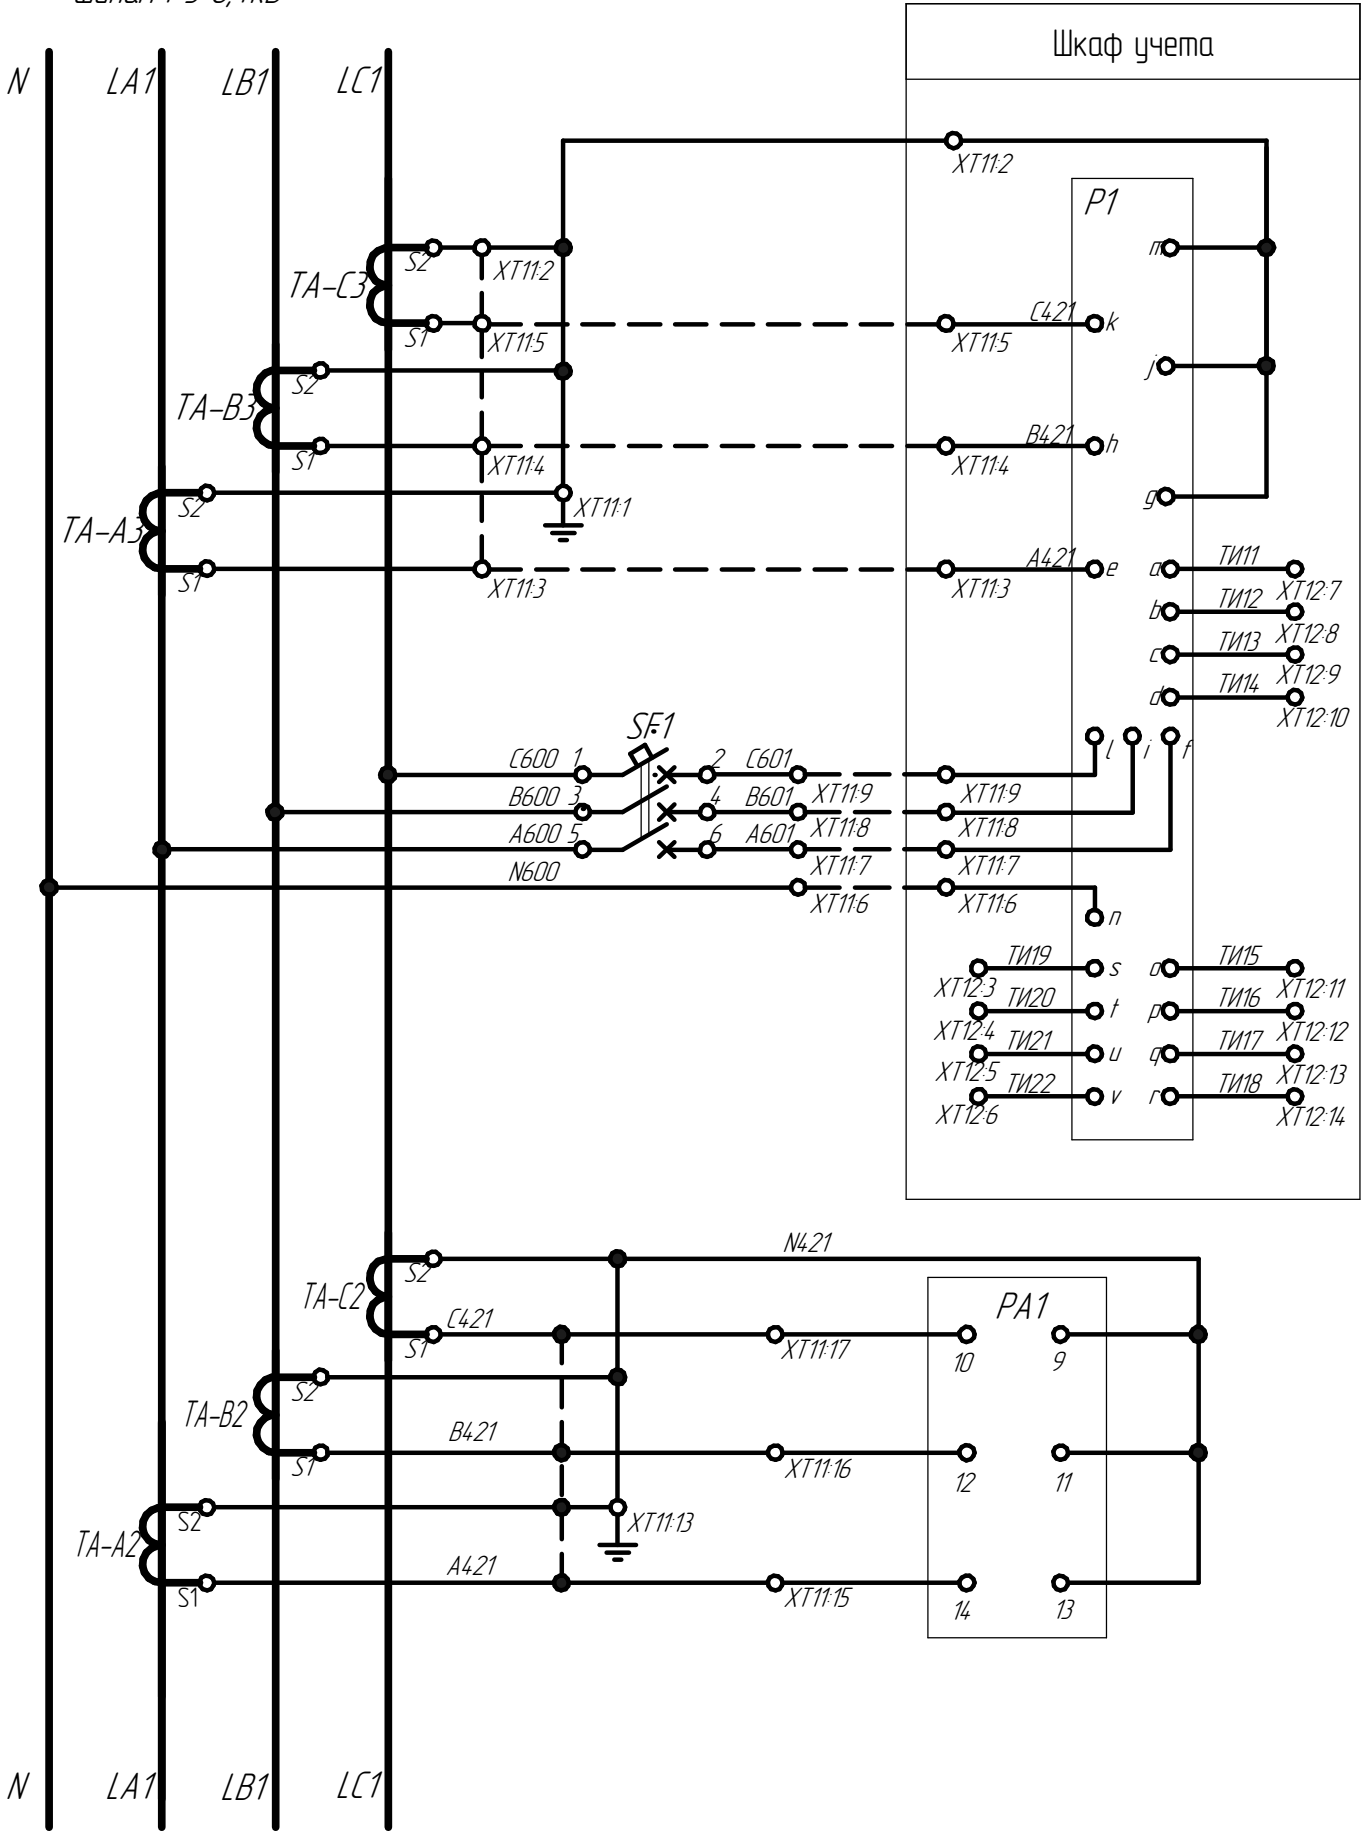 Шкаф учета
N LA1 LB1 LC1
XT11:2
P1
m
TA-C3 S2 XT11:2
S1 XT11:5 XT11:5 C421 k
j
TA-B3 S2
S1 XT11:4 XT11:4 B421 h
g
TA-A3 S2 XT11:1
S1 XT11:3 XT11:3 A421 e
a ТИ11 XT12:7
b ТИ12 XT12:8
c ТИ13 XT12:9
d ТИ14 XT12:10
SF1
l i f
C600 1 2 C601 XT11:9 XT11:9
B600 3 4 B601 XT11:8 XT11:8
A600 5 6 A601 XT11:7 XT11:7
N600 XT11:6 XT11:6
n
XT12:3 ТИ19 s o ТИ15 XT12:11
XT12:4 ТИ20 t p ТИ16 XT12:12
XT12:5 ТИ21 u q ТИ17 XT12:13
XT12:6 ТИ22 v r ТИ18 XT12:14
N421
TA-C2 S2
PA1
S1 C421 XT11:17 10 9
TA-B2 S2
S1 B421 XT11:16 12 11
TA-A2 S2 XT11:13
S1 A421 XT11:15 14 13
N LA1 LB1 LC1